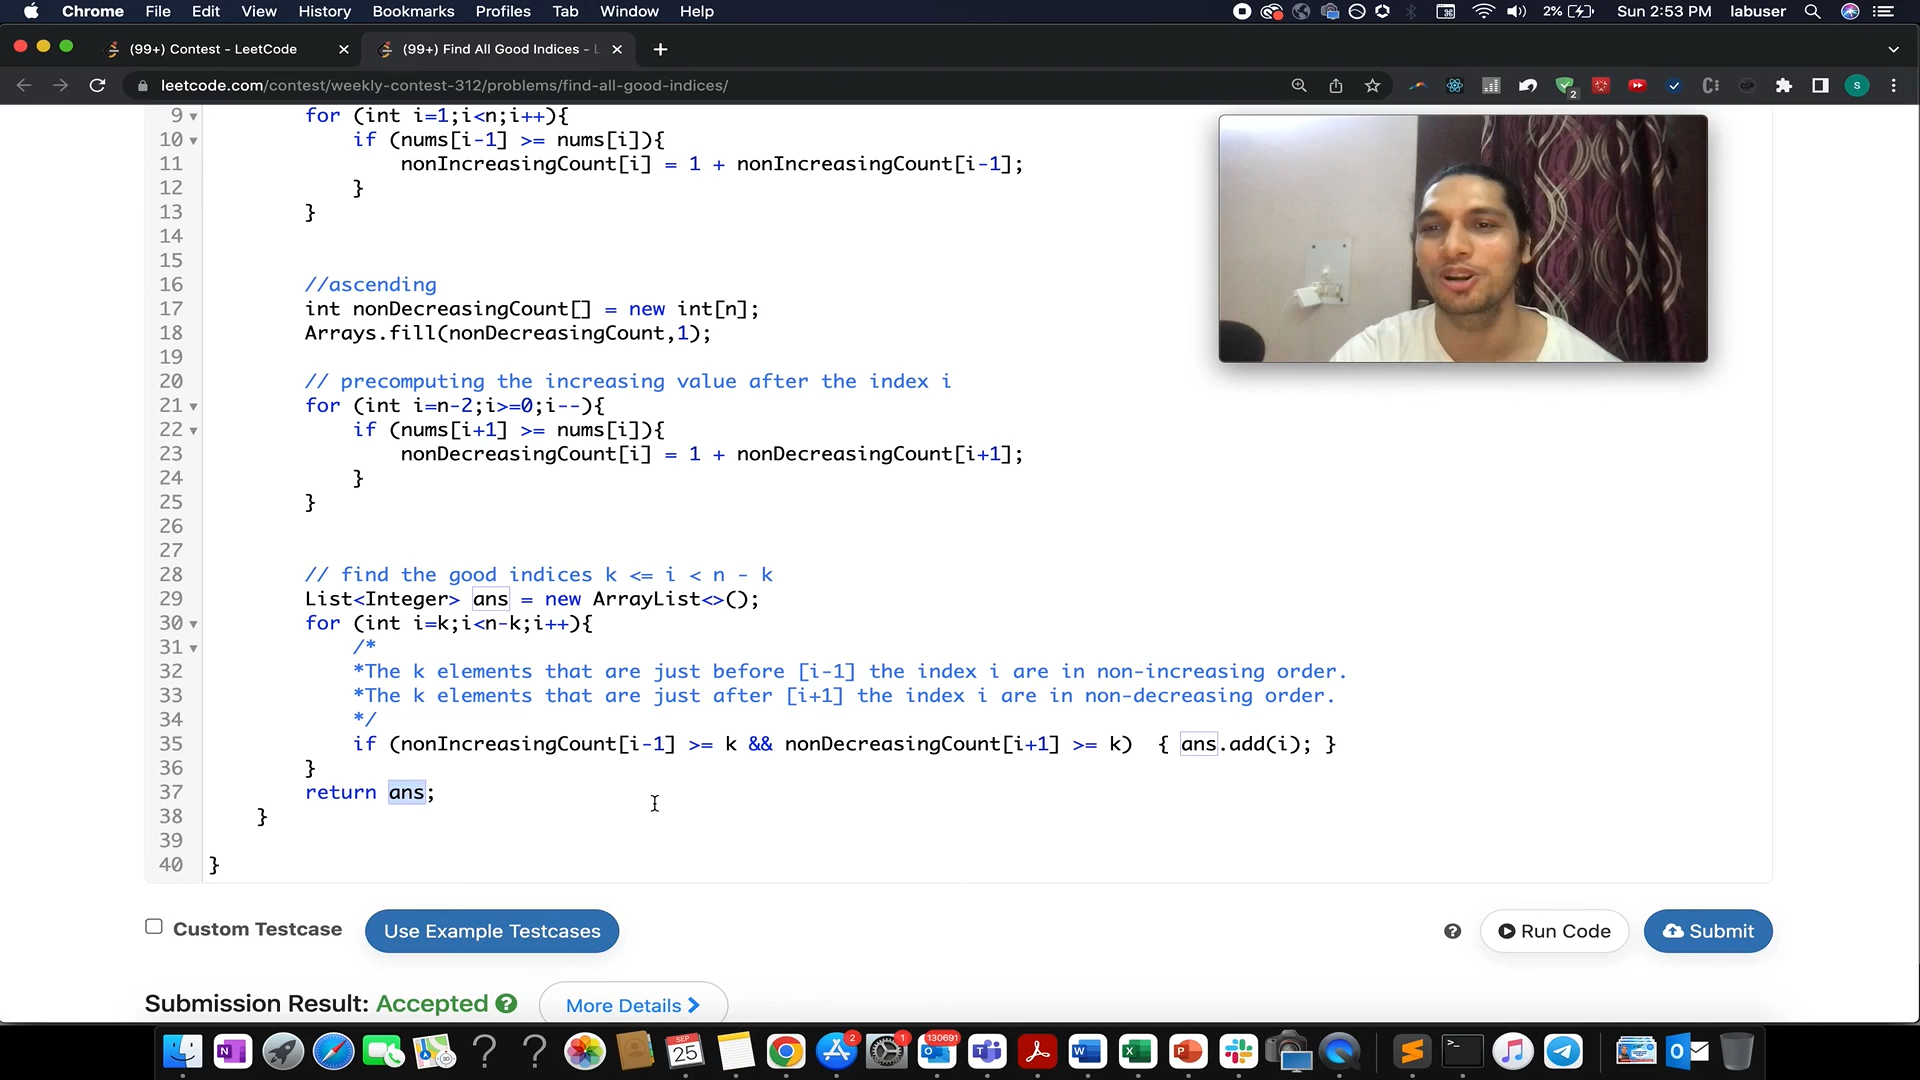 Chrome File Edit View History Bookmarks Profiles Tab Window Help 2% Sun 2:53 PM labuser
(99+) Contest - LeetCode (99+) Find All Good Indices - L
leetcode.com/contest/weekly-contest-312/problems/find-all-good-indices/ 2 S
9 for (int i=1;i<n;i++){
10 if (nums[i-1] >= nums[i]){
11 nonIncreasingCount[i] = 1 + nonIncreasingCount[i-1];
12 }
13 }
14
15
16 //ascending
17 int nonDecreasingCount[] = new int[n];
18 Arrays.fill(nonDecreasingCount,1);
19
20 // precomputing the increasing value after the index i
21 for (int i=n-2;i>=0;i--){
22 if (nums[i+1] >= nums[i]){
23 nonDecreasingCount[i] = 1 + nonDecreasingCount[i+1];
24 }
25 }
26
27
28 // find the good indices k <= i < n - k
29 List<Integer> ans = new ArrayList<>();
30 for (int i=k;i<n-k;i++){
31 /*
32 *The k elements that are just before [i-1] the index i are in non-increasing order.
33 *The k elements that are just after [i+1] the index i are in non-decreasing order.
34 */
35 if (nonIncreasingCount[i-1] >= k && nonDecreasingCount[i+1] >= k) { ans.add(i); }
36 }
37 return ans;
38 }
39
40 }
Custom Testcase Use Example Testcases ? Run Code Submit
Submission Result: Accepted ? More Details
N ? ? SEP 25 2 1 130691 T W X P >_ O